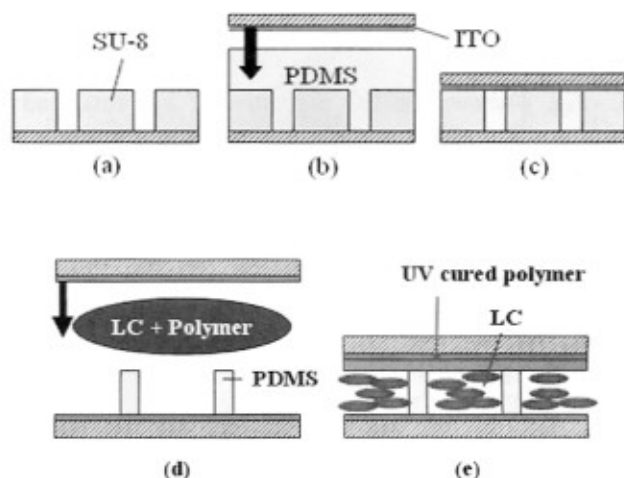 SU-8
ITO
PDMS
(a)
(b)
(c)
UV cured polymer
LC
LC + Polymer
PDMS
(d)
(e)